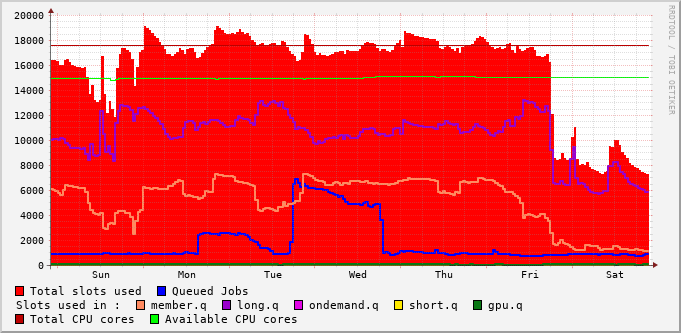 RRDTOOL / TOBI OETIKER
20000
18000
16000
14000
12000
10000
8000
6000
4000
2000
0
Sun Mon Tue Wed Thu Fri Sat
Total slots used Queued Jobs
Slots used in : member.q long.q ondemand.q short.q gpu.q
Total CPU cores Available CPU cores